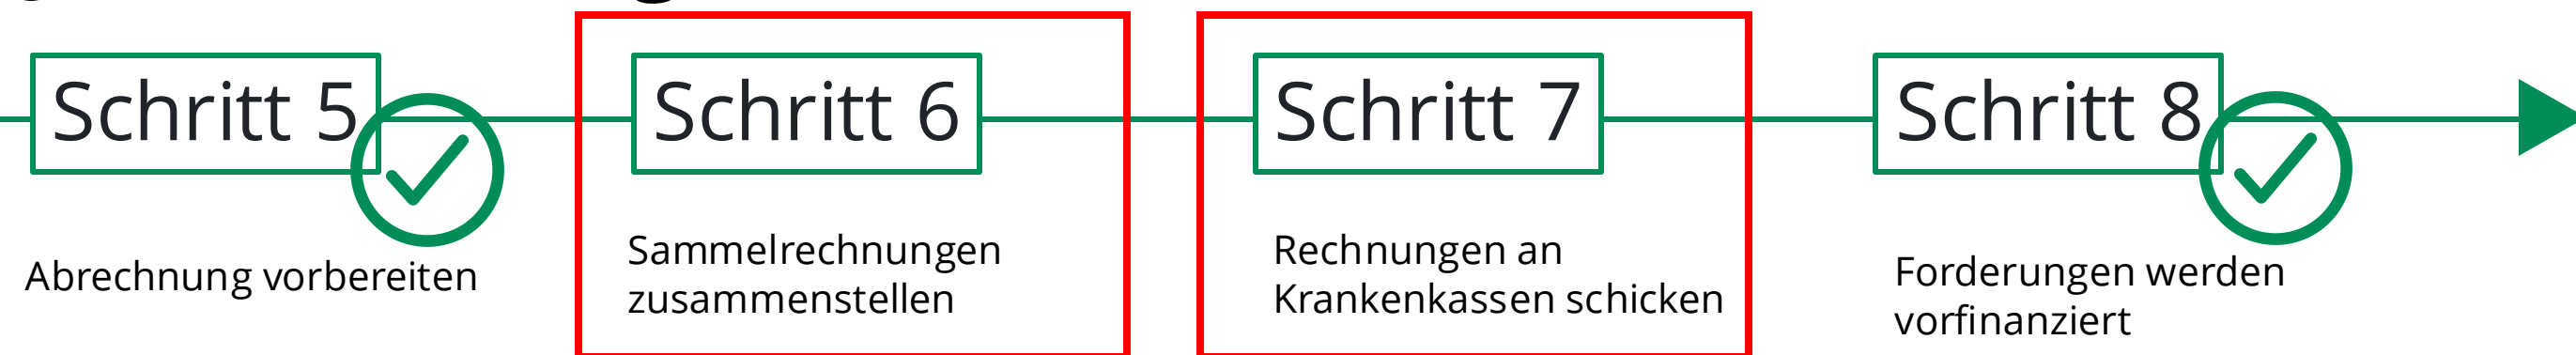 Schritt 5
Schritt 6
Schritt 7
Schritt 8
Abrechnung vorbereiten
Sammelrechnungen
zusammenstellen
Rechnungen an
Krankenkassen schicken
Forderungen werden
vorfinanziert